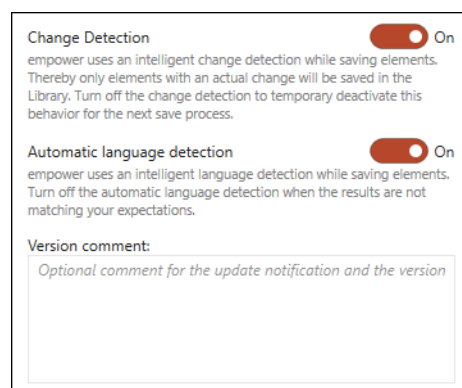 Change Detection On
empower uses an intelligent change detection while saving elements.
Thereby only elements with an actual change will be saved in the
Library. Turn off the change detection to temporary deactivate this
behavior for the next save process.
Automatic language detection On
empower uses an intelligent language detection while saving elements.
Turn off the automatic language detection when the results are not
matching your expectations.
Version comment:
Optional comment for the update notification and the version